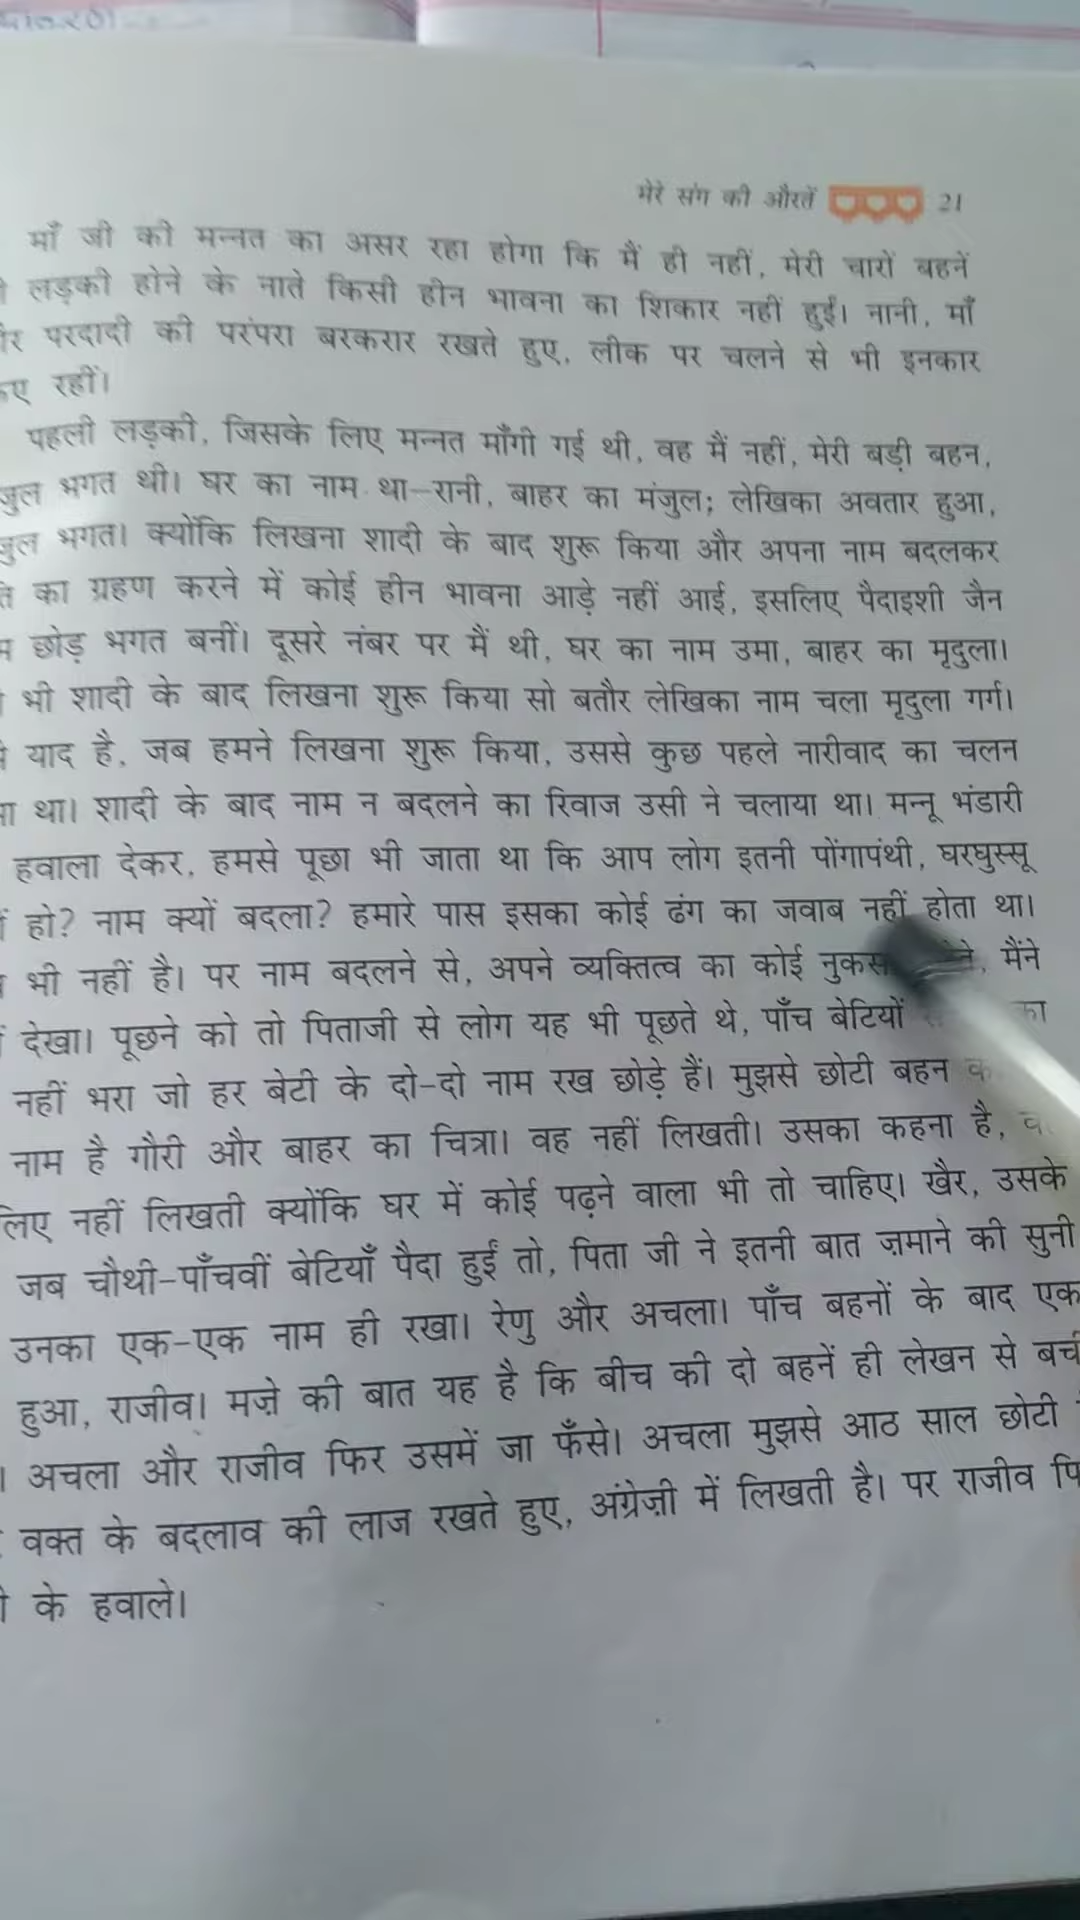 मेरे संग की औरतें 21
माँ जी की मन्नत का असर रहा होगा कि मैं ही नहीं, मेरी चारों बहनें
लड़की होने के नाते किसी हीन भावना का शिकार नहीं हुईं। नानी, माँ
परदादी की परंपरा बरकरार रखते हुए, लीक पर चलने से भी इनकार
रहीं।
पहली लड़की, जिसके लिए मन्नत माँगी गई थी, वह मैं नहीं, मेरी बड़ी बहन,
भगत थी। घर का नाम था—रानी, बाहर का मंजुल; लेखिका अवतार हुआ,
भगत। क्योंकि लिखना शादी के बाद शुरू किया और अपना नाम बदलकर
का ग्रहण करने में कोई हीन भावना आड़े नहीं आई, इसलिए पैदाइशी जैन
छोड़ भगत बनीं। दूसरे नंबर पर मैं थी, घर का नाम उमा, बाहर का मृदुला।
भी शादी के बाद लिखना शुरू किया सो बतौर लेखिका नाम चला मृदुला गर्ग।
याद है, जब हमने लिखना शुरू किया, उससे कुछ पहले नारीवाद का चलन
था। शादी के बाद नाम न बदलने का रिवाज उसी ने चलाया था। मन्नू भंडारी
हवाला देकर, हमसे पूछा भी जाता था कि आप लोग इतनी पोंगापंथी, घरघुस्सू
हो? नाम क्यों बदला? हमारे पास इसका कोई ढंग का जवाब नहीं होता था।
भी नहीं है। पर नाम बदलने से, अपने व्यक्तित्व का कोई मैंने
देखा। पूछने को तो पिताजी से लोग यह भी पूछते थे, पाँच बेटियों का
नहीं भरा जो हर बेटी के दो-दो नाम रख छोड़े हैं। मुझसे छोटी बहन
नाम है गौरी और बाहर का चित्रा। वह नहीं लिखती। उसका कहना है,
नहीं लिखती क्योंकि घर में कोई पढ़ने वाला भी तो चाहिए। खैर, उसके
जब चौथी-पाँचवीं बेटियाँ पैदा हुईं तो, पिता जी ने इतनी बात ज़माने की सुनी
उनका एक-एक नाम ही रखा। रेणु और अचला। पाँच बहनों के बाद एक
हुआ, राजीव। मज़े की बात यह है कि बीच की दो बहनें ही लेखन से
अचला और राजीव फिर उसमें जा फँसे। अचला मुझसे आठ साल छोटी
वक्त के बदलाव की लाज रखते हुए, अंग्रेज़ी में लिखती है। पर राजीव
के हवाले।